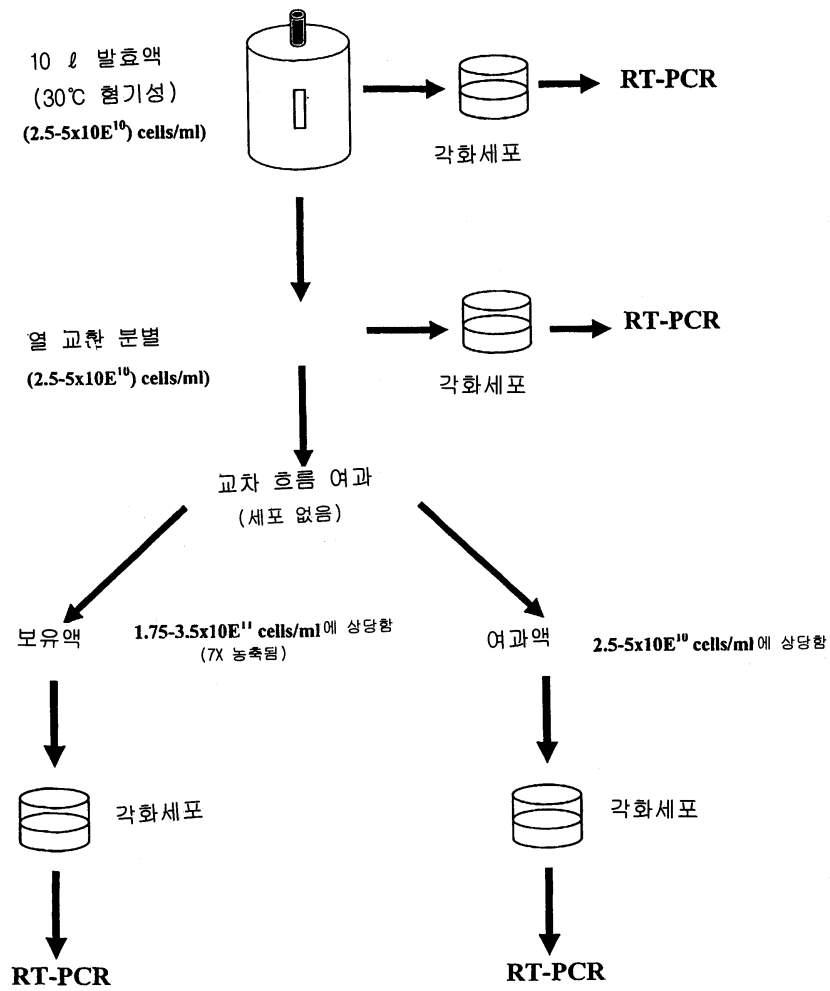 10 ℓ 발효액
(30℃ 혐기성)
(2.5-5x10E¹⁰) cells/ml)
각화세포
RT-PCR
열 교환 분별
(2.5-5x10E¹⁰) cells/ml)
각화세포
RT-PCR
교차 흐름 여과
(세포 없음)
보유액
1.75-3.5x10E¹¹ cells/ml에 상당함
(7X 농축됨)
여과액
2.5-5x10E¹⁰ cells/ml에 상당함
각화세포
각화세포
RT-PCR
RT-PCR